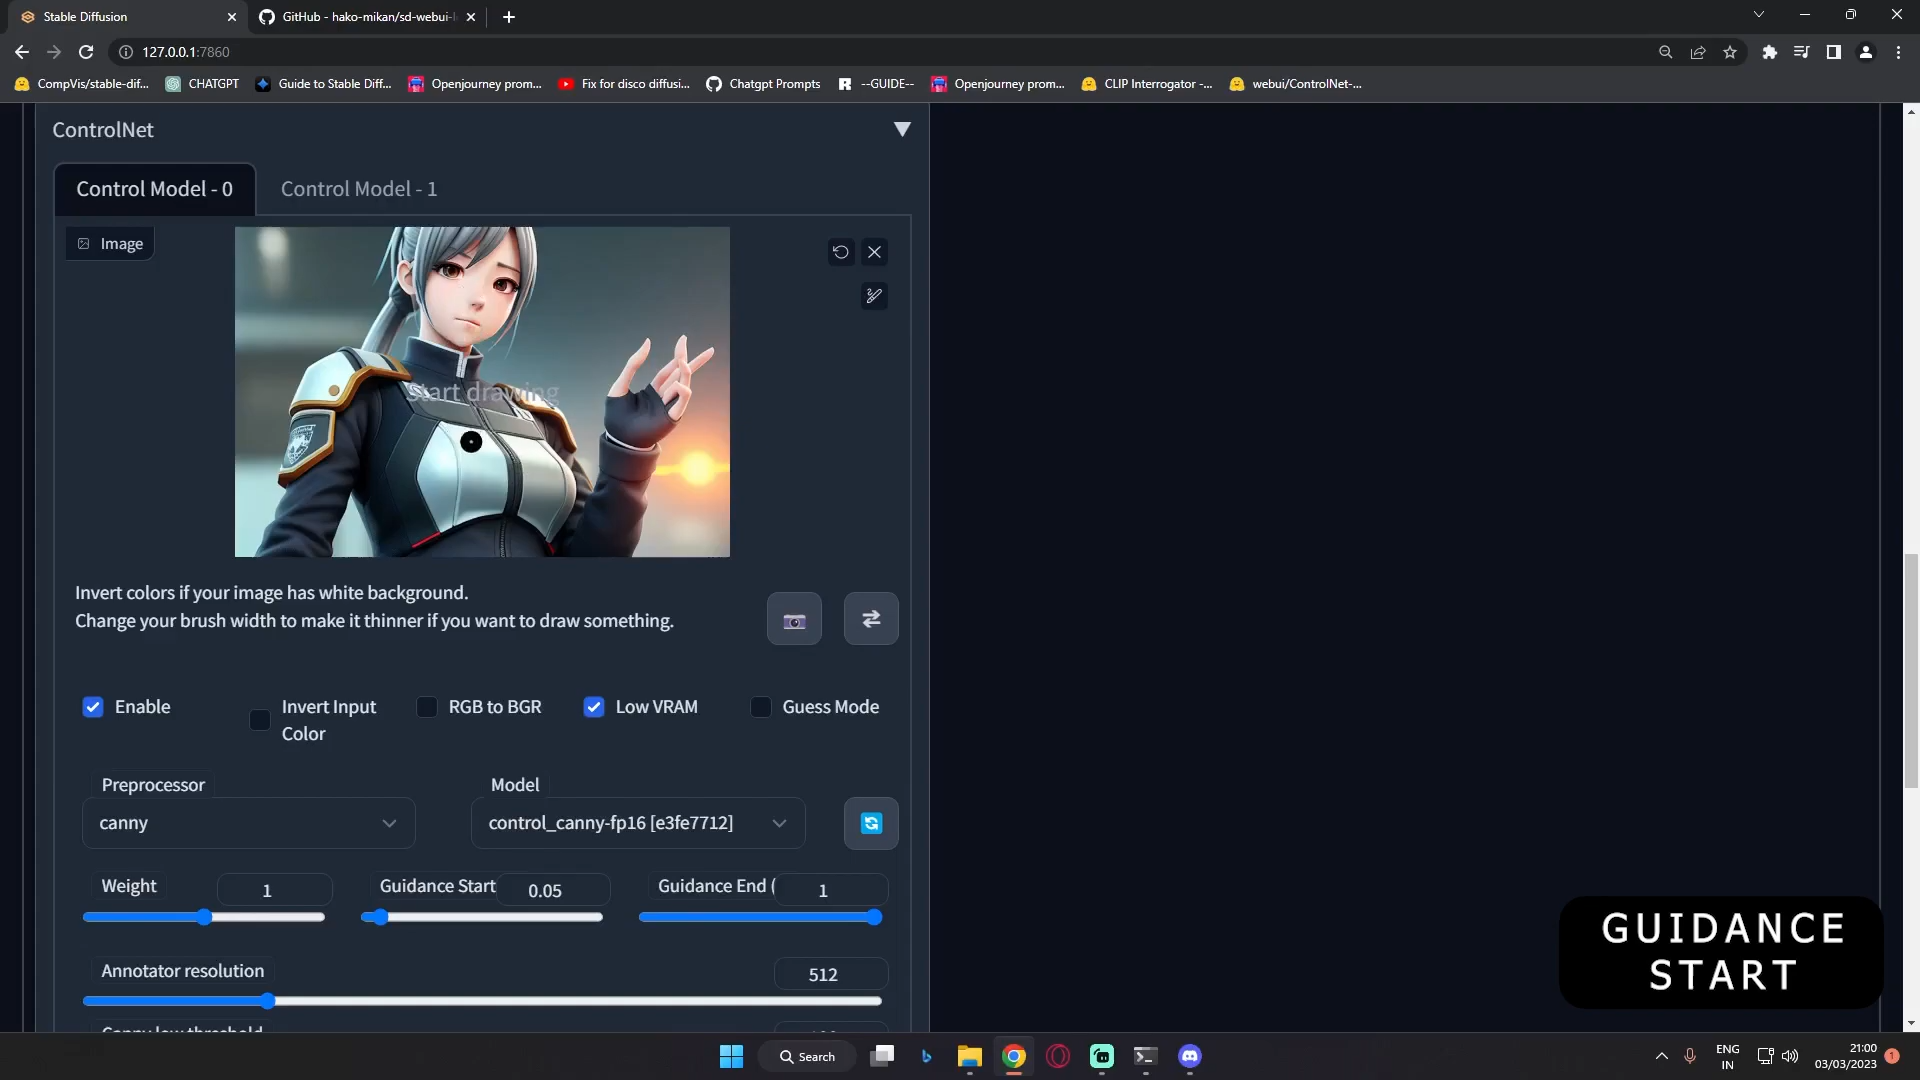 Stable Diffusion
GitHub - hako-mikan/sd-webui-l
127.0.0.1:7860
CompVis/stable-dif...
CHATGPT
Guide to Stable Diff...
Openjourney prom...
Fix for disco diffusi...
Chatgpt Prompts
--GUIDE--
Openjourney prom...
CLIP Interrogator -...
webui/ControlNet-...
ControlNet
Control Model - 0
Control Model - 1
Image
Start drawing
Invert colors if your image has white background.
Change your brush width to make it thinner if you want to draw something.
Enable
Invert Input
Color
RGB to BGR
Low VRAM
Guess Mode
Preprocessor
Model
canny
control_canny-fp16 [e3fe7712]
Weight
1
Guidance Start
0.05
Guidance End (
1
Annotator resolution
512
Canny low threshold
GUIDANCE
START
Search
ENG
IN
21:00
03/03/2023
1